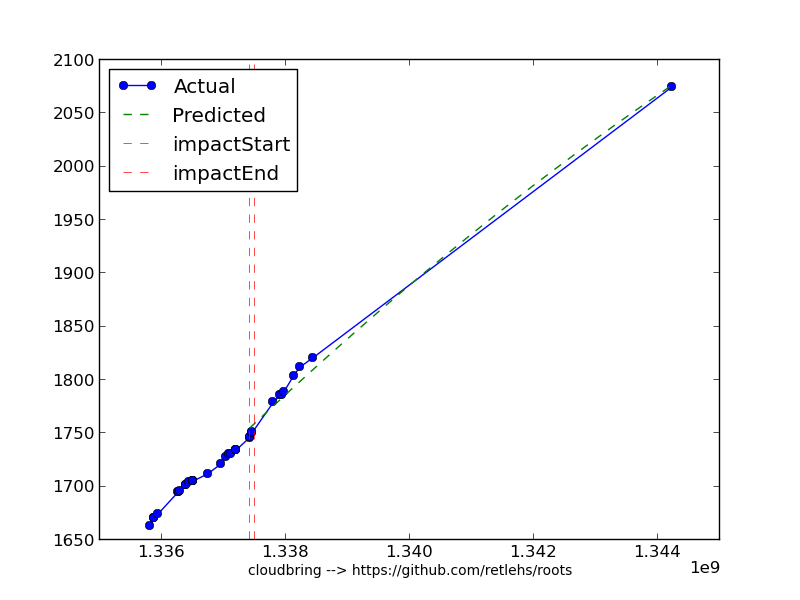 2100
2050
2000
1950
1900
1850
1800
1750
1700
1650
Actual
Predicted
impactStart
impactEnd
1.336 1.338 1.340 1.342 1.344
1e9
cloudbring --> https://github.com/retlehs/roots